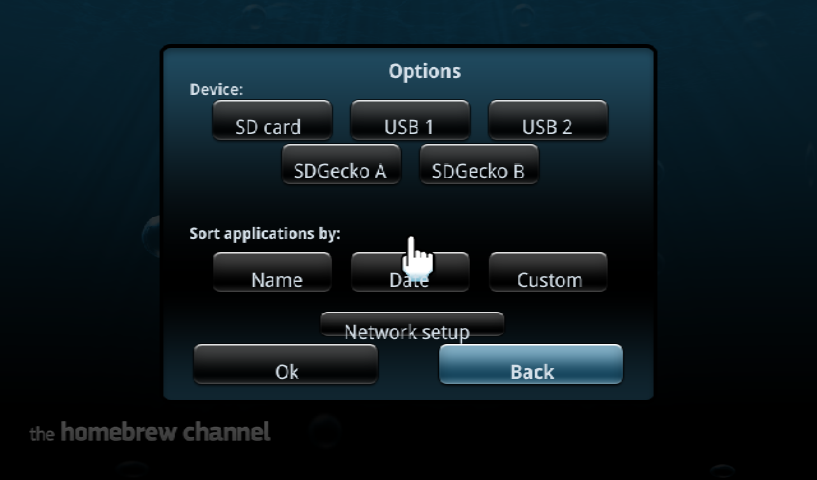 Options
Device:
SD card USB 1 USB 2
SDGecko A SDGecko B
Sort applications by:
Name Date Custom
Network setup
Ok Back
the homebrew channel